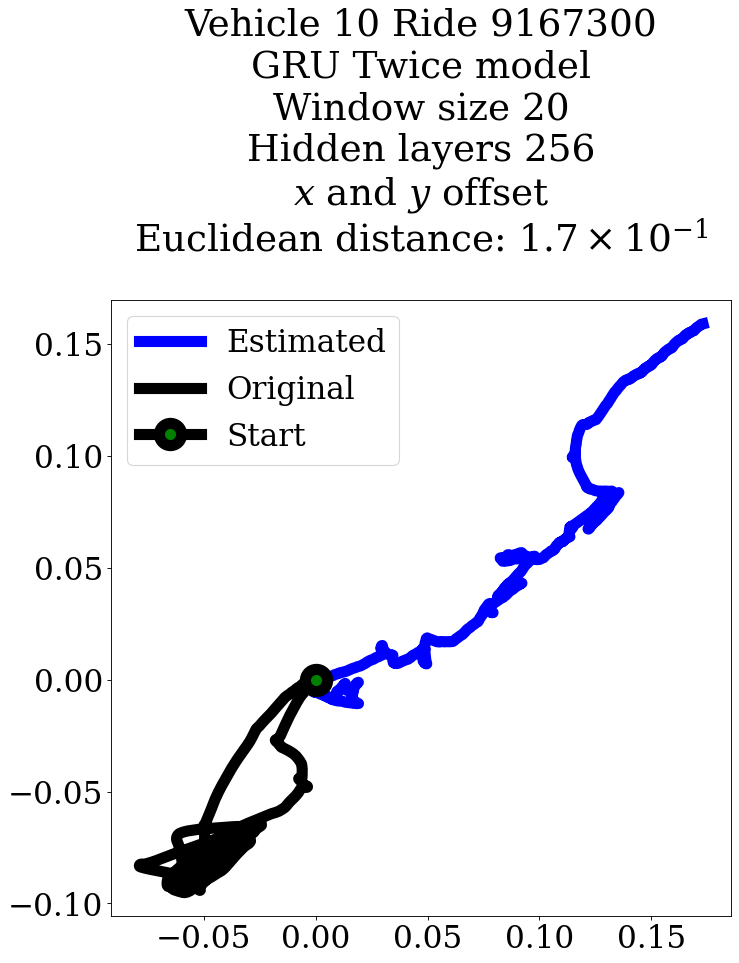 Vehicle 10 Ride 9167300
GRU Twice model
Window size 20
Hidden layers 256
x and y offset
Euclidean distance: 1.7 × 10⁻¹
Estimated
Original
Start
0.15
0.10
0.05
0.00
−0.05
−0.10
−0.05 0.00 0.05 0.10 0.15